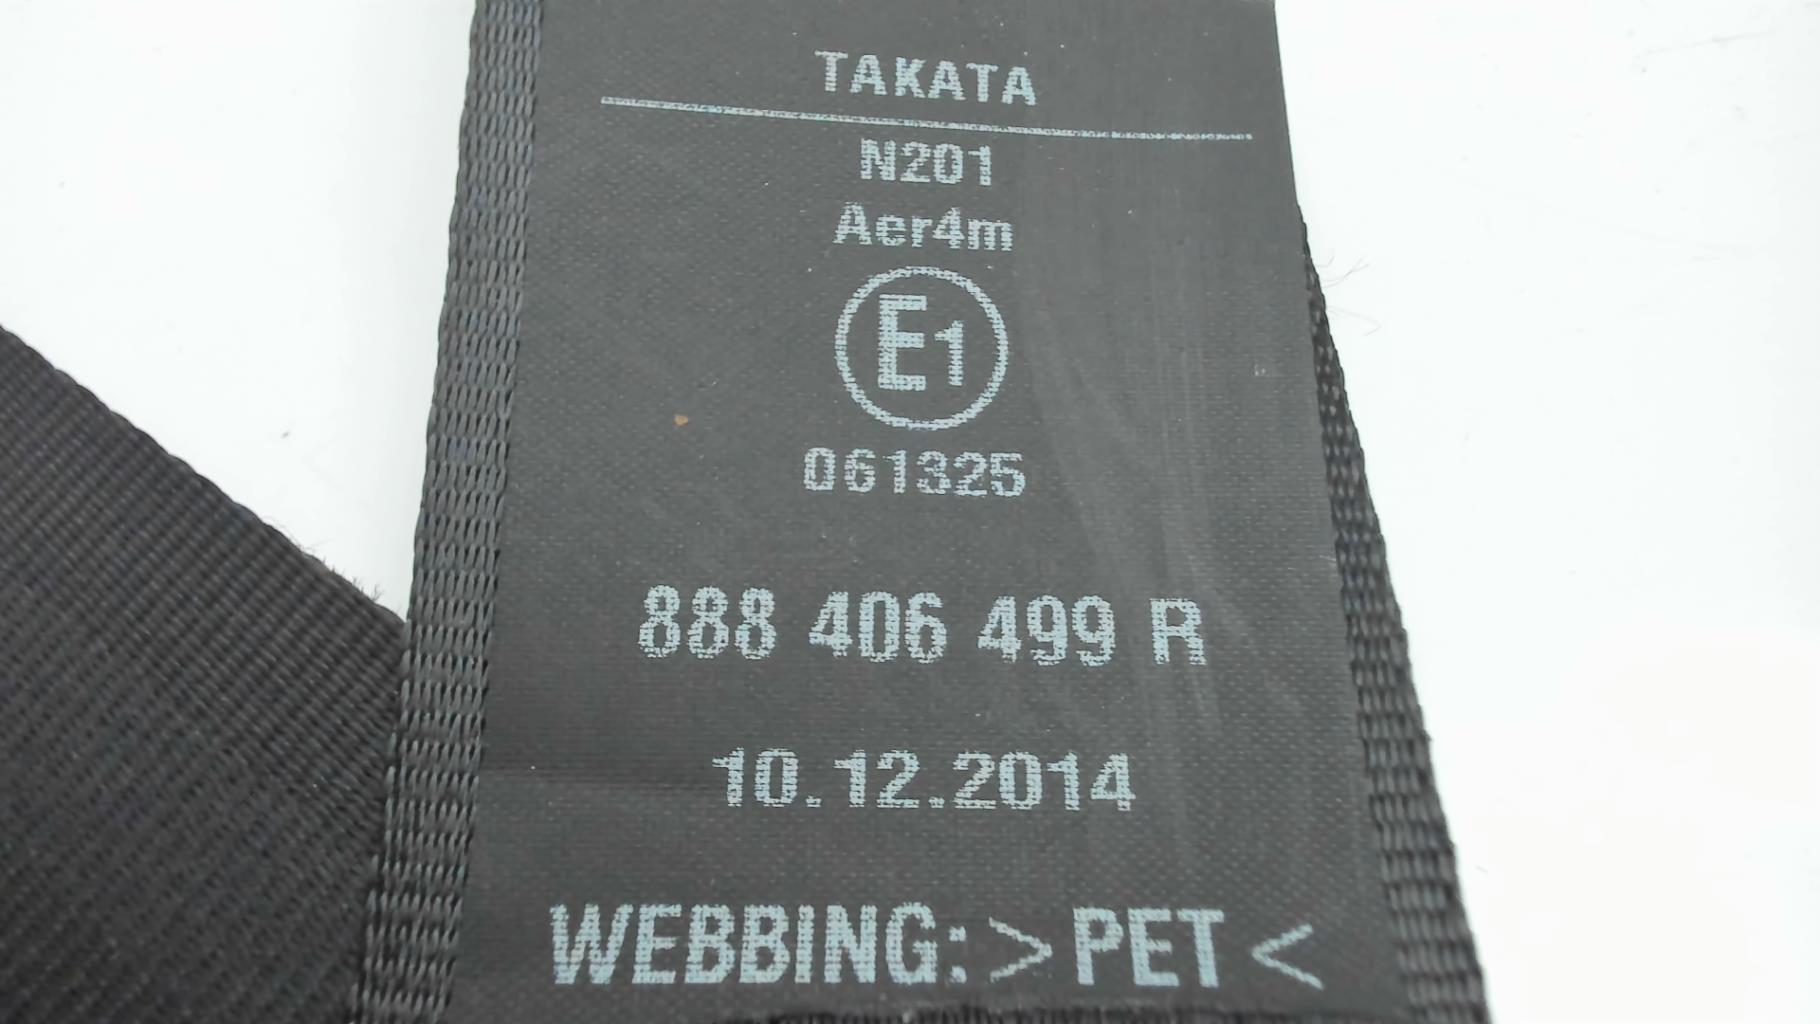 TAKATA
N201
Aer4m
E1
061325
888 406 499 R
10.12.2014
WEBBING:>PET<